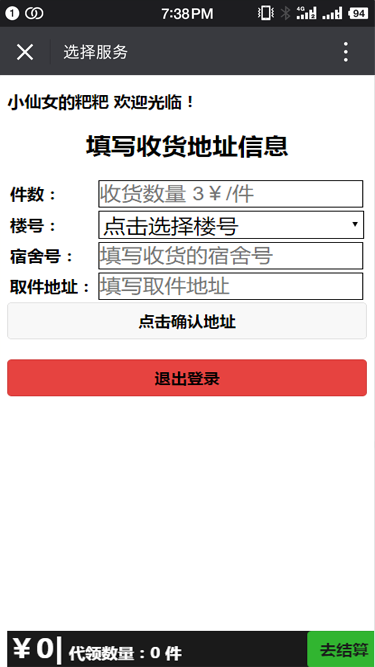 1 7:38PM 4G 94
选择服务
小仙女的粑粑 欢迎光临！
填写收货地址信息
件数： 收货数量 3￥/件
楼号： 点击选择楼号
宿舍号： 填写收货的宿舍号
取件地址： 填写取件地址
点击确认地址
退出登录
￥0| 代领数量：0 件 去结算